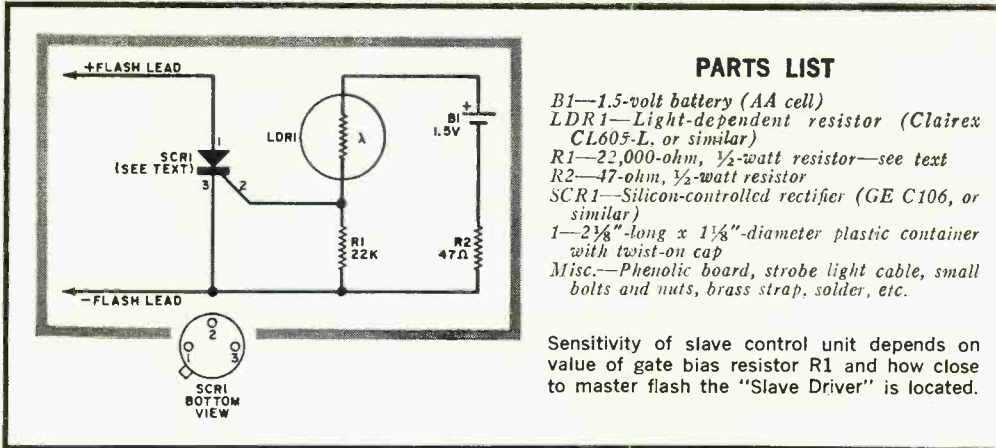 +FLASH LEAD
SCR1
(SEE TEXT)
1
3
2
LDR1
λ
+
B1
1.5V
R1
22K
R2
47Ω
-FLASH LEAD
2
1
3
SCR1
BOTTOM
VIEW
PARTS LIST
B1—1.5-volt battery (AA cell)
LDR1—Light-dependent resistor (Clairex
CL605-L, or similar)
R1—22,000-ohm, ½-watt resistor—see text
R2—47-ohm, ½-watt resistor
SCR1—Silicon-controlled rectifier (GE C106, or
similar)
1—2⅛"-long x 1⅛"-diameter plastic container
with twist-on cap
Misc.—Phenolic board, strobe light cable, small
bolts and nuts, brass strap, solder, etc.
Sensitivity of slave control unit depends on
value of gate bias resistor R1 and how close
to master flash the "Slave Driver" is located.